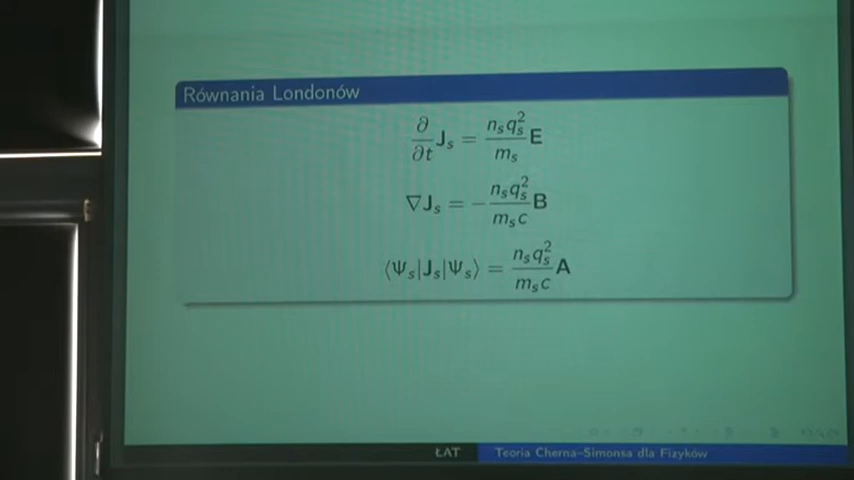 Równania Londonów
∂/∂t J_s = n_s q_s^2 / m_s E
∇J_s = − n_s q_s^2 / m_s c B
⟨Ψ_s|J_s|Ψ_s⟩ = n_s q_s^2 / m_s c A
ŁAT Teoria Cherna–Simonsa dla Fizyków